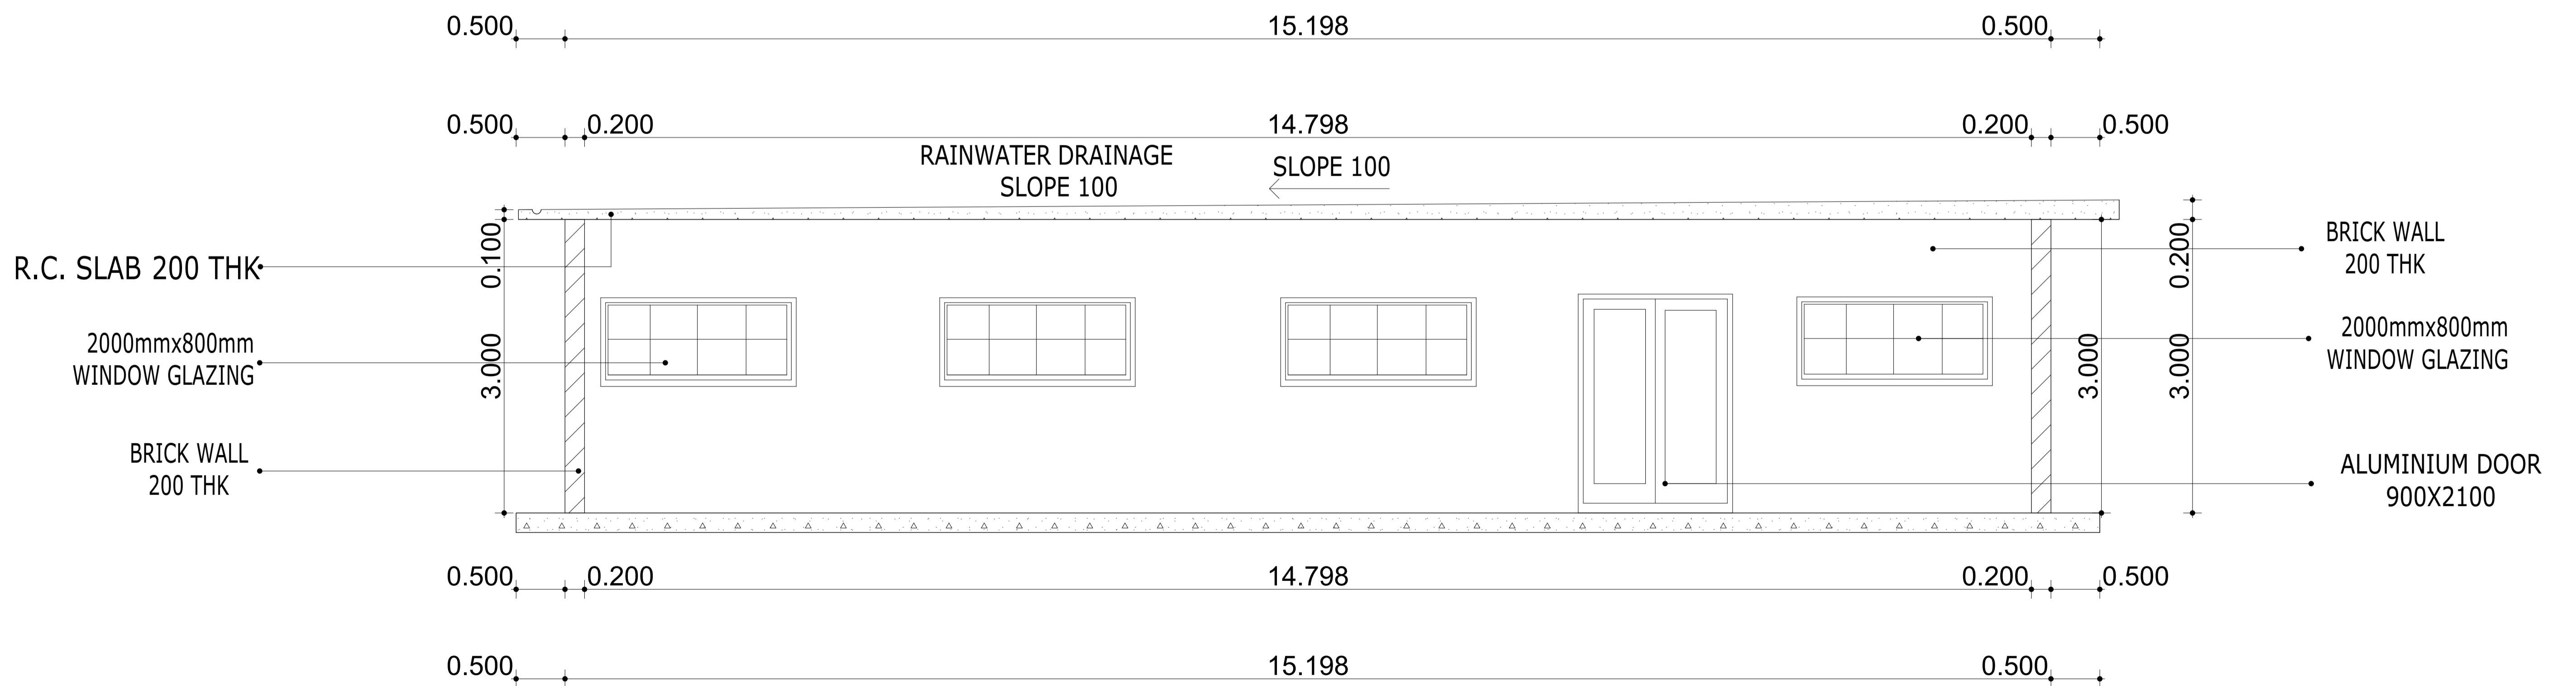 0.500 15.198 0.500
0.500 0.200 14.798 0.200 0.500
RAINWATER DRAINAGE
SLOPE 100
SLOPE 100
R.C. SLAB 200 THK
0.100
3.000
2000mmx800mm
WINDOW GLAZING
BRICK WALL
200 THK
BRICK WALL
200 THK
0.200
3.000
3.000
2000mmx800mm
WINDOW GLAZING
ALUMINIUM DOOR
900X2100
0.500 0.200 14.798 0.200 0.500
0.500 15.198 0.500